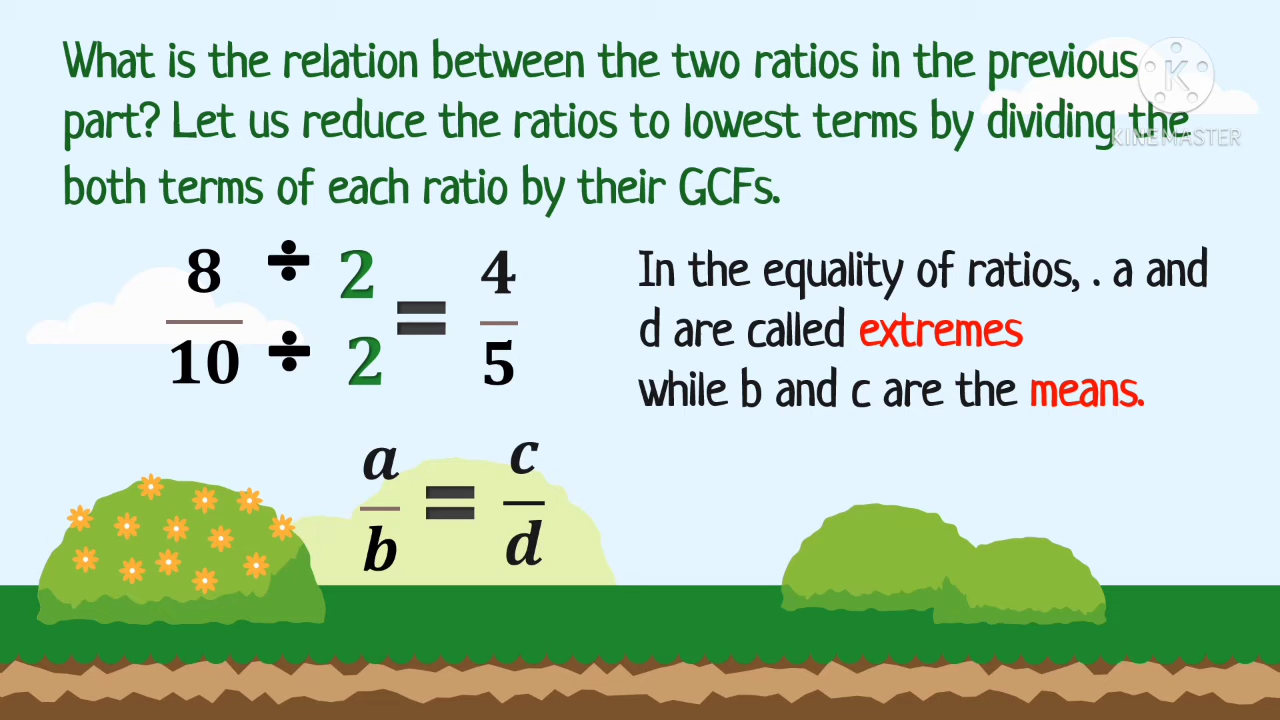 What is the relation between the two ratios in the previous
part? Let us reduce the ratios to lowest terms by dividing the
both terms of each ratio by their GCFs.
8 ÷ 2 = 4
10 ÷ 2 5
In the equality of ratios, . a and
d are called extremes
while b and c are the means.
a = c
b d
K
KINEMASTER